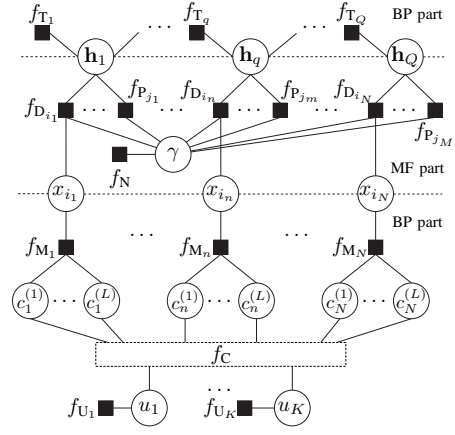 f_{T_1} ··· f_{T_q} ··· f_{T_Q} BP part
h_1 h_q h_Q
f_{D_{i_1}} ··· f_{P_{j_1}} f_{D_{i_n}} ··· f_{P_{j_m}} f_{D_{i_N}} ···
f_{P_{j_M}}
γ
f_N MF part
x_{i_1} x_{i_n} x_{i_N}
BP part
··· ···
f_{M_1} f_{M_n} f_{M_N}
c_1^{(1)} ··· c_1^{(L)} c_n^{(1)} ··· c_n^{(L)} c_N^{(1)} ··· c_N^{(L)}
f_C
···
f_{U_1} u_1 f_{U_K} u_K